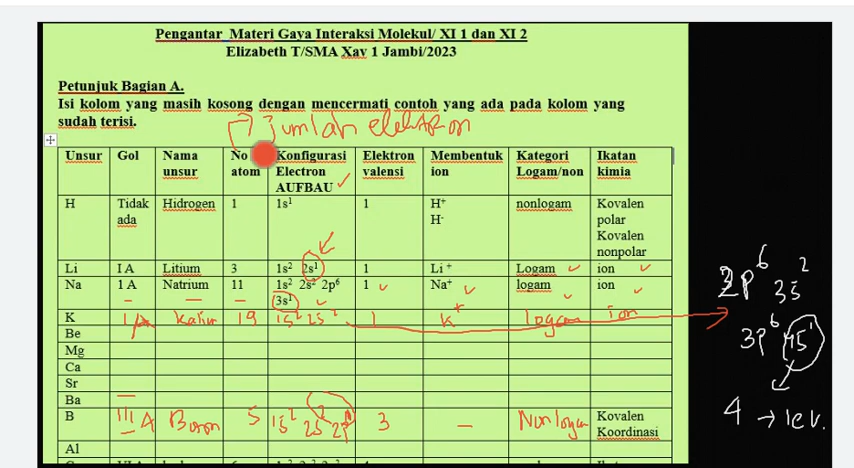 Pengantar Materi Gaya Interaksi Molekul/ XI 1 dan XI 2
Elizabeth T/SMA Xav 1 Jambi/2023
Petunjuk Bagian A.
Isi kolom yang masih kosong dengan mencermati contoh yang ada pada kolom yang
sudah terisi.
jumlah elektron
Unsur Gol Nama unsur No atom Konfigurasi Electron AUFBAU Elektron valensi Membentuk ion Kategori Logam/non Ikatan kimia
H Tidak ada Hidrogen 1 1s¹ 1 H⁺ H⁻ nonlogam Kovalen polar Kovalen nonpolar
Li I A Litium 3 1s² 2s¹ 1 Li⁺ Logam ion
Na 1 A Natrium 11 1s² 2s² 2p⁶ 3s¹ 1 Na⁺ logam ion
K 1A Kalium 19 1s² 2s² 1 K⁺ logam ion
2p⁶ 3s²
3p⁶ 4s¹
4 → lev.
Be
Mg
Ca
Sr
Ba
B III A Boron 5 1s² 2s² 2p¹ 3 - Nonlogam Kovalen Koordinasi
Al